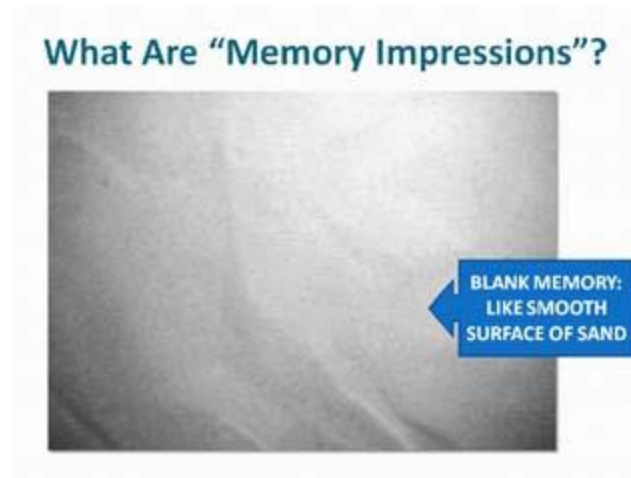 What Are “Memory Impressions”?
BLANK MEMORY:
LIKE SMOOTH
SURFACE OF SAND